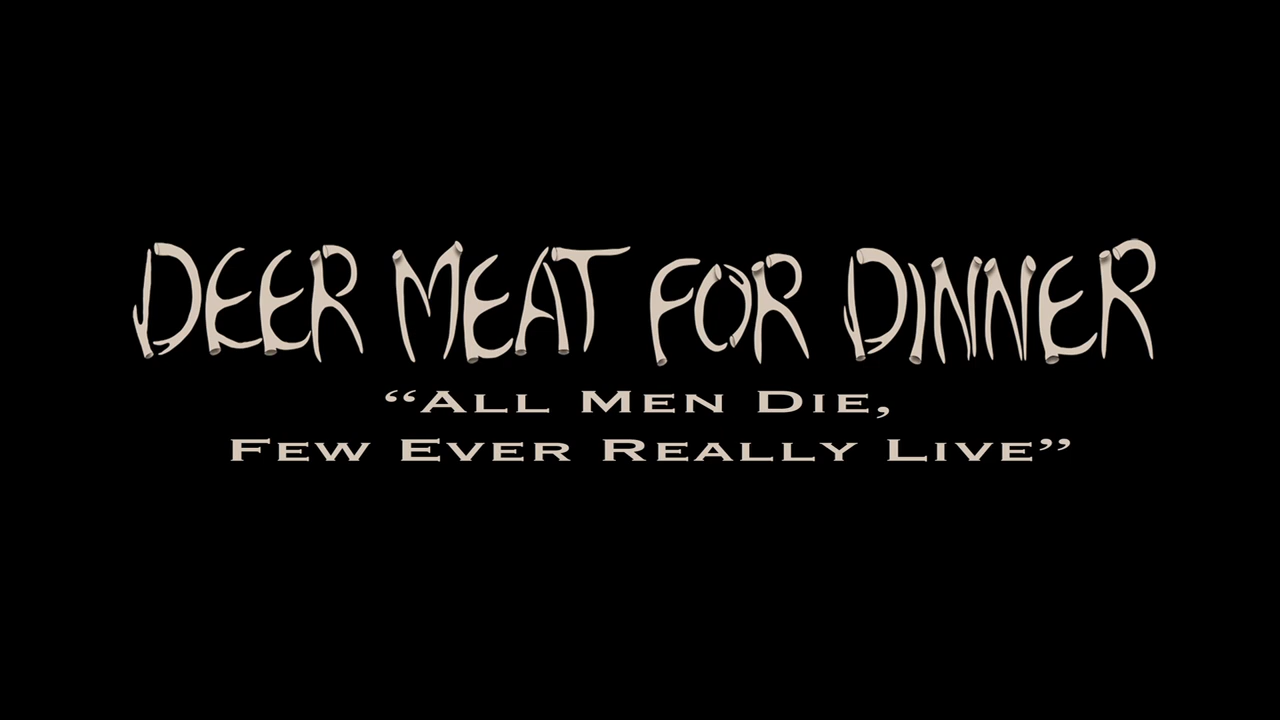 DEER MEAT FOR DINNER
“ALL MEN DIE,
FEW EVER REALLY LIVE”